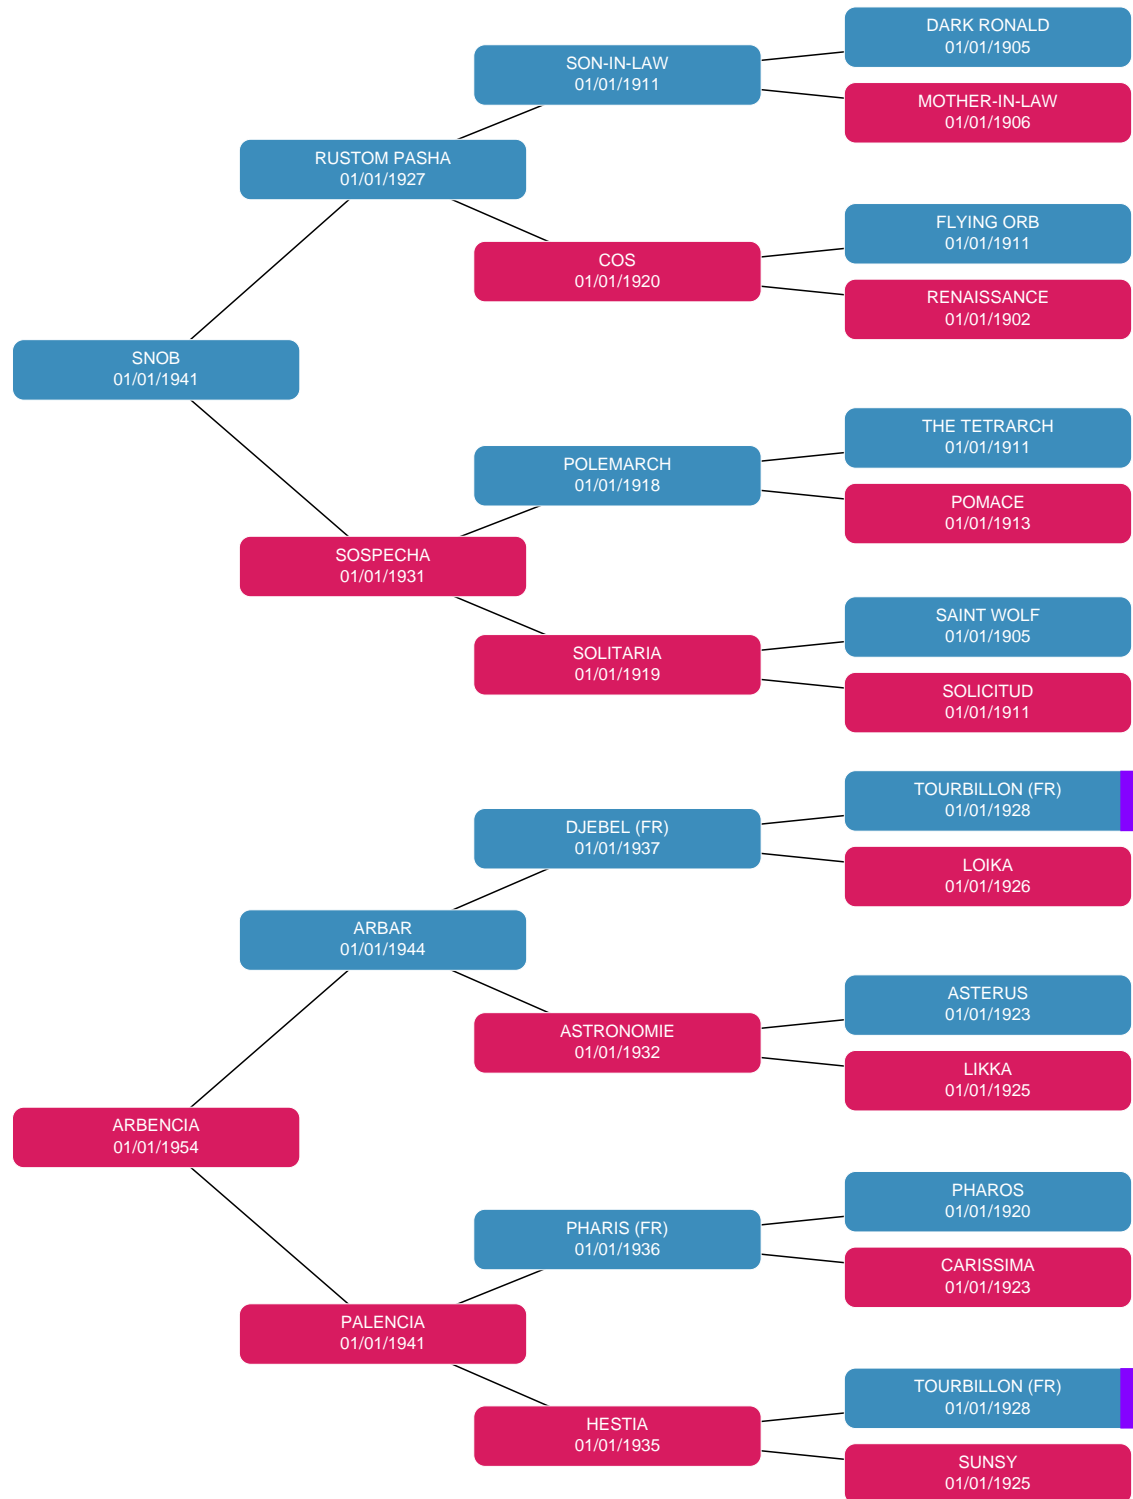 DARK RONALD
01/01/1905
SON-IN-LAW
01/01/1911
MOTHER-IN-LAW
01/01/1906
RUSTOM PASHA
01/01/1927
FLYING ORB
01/01/1911
COS
01/01/1920
RENAISSANCE
01/01/1902
SNOB
01/01/1941
THE TETRARCH
01/01/1911
POLEMARCH
01/01/1918
POMACE
01/01/1913
SOSPECHA
01/01/1931
SAINT WOLF
01/01/1905
SOLITARIA
01/01/1919
SOLICITUD
01/01/1911
TOURBILLON (FR)
01/01/1928
DJEBEL (FR)
01/01/1937
LOIKA
01/01/1926
ARBAR
01/01/1944
ASTERUS
01/01/1923
ASTRONOMIE
01/01/1932
LIKKA
01/01/1925
ARBENCIA
01/01/1954
PHAROS
01/01/1920
PHARIS (FR)
01/01/1936
CARISSIMA
01/01/1923
PALENCIA
01/01/1941
TOURBILLON (FR)
01/01/1928
HESTIA
01/01/1935
SUNSY
01/01/1925